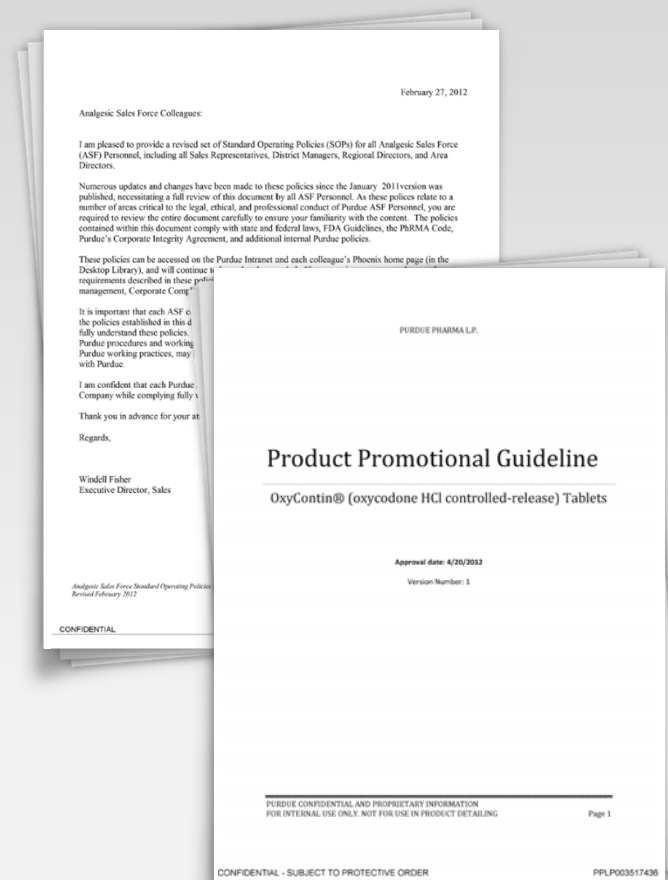 February 27, 2012
Analgesic Sales Force Colleagues:
I am pleased to provide a revised set of Standard Operating Policies (SOPs) for all Analgesic Sales Force
(ASF) Personnel, including all Sales Representatives, District Managers, Regional Directors, and Area
Directors.
Numerous updates and changes have been made to these policies since the January 2011version was
published, necessitating a full review of this document by all ASF Personnel. As these polices relate to a
number of areas critical to the legal, ethical, and professional conduct of Purdue ASF Personnel, you are
required to review the entire document carefully to ensure your familiarity with the content. The policies
contained within this document comply with state and federal laws, FDA Guidelines, the PhRMA Code,
Purdue's Corporate Integrity Agreement, and additional internal Purdue policies.
These policies can be accessed on the Purdue Intranet and each colleague's Phoenix home page (in the
Desktop Library), and will continue
requirements described in these
management, Corporate
It is important that each ASF
the policies established in this d
fully understand these policies.
Purdue procedures and working
Purdue working practices, may
with Purdue.
I am confident that each Purdue
Company while complying fully
Thank you in advance for your
Regards,
Windell Fisher
Executive Director, Sales
Analgesic Sales Force Standard Operating Policies
Revised February 2012
CONFIDENTIAL
PURDUE PHARMA L.P.
Product Promotional Guideline
OxyContin® (oxycodone HCl controlled-release) Tablets
Approval date: 4/20/2012
Version Number: 1
PURDUE CONFIDENTIAL AND PROPRIETARY INFORMATION
FOR INTERNAL USE ONLY. NOT FOR USE IN PRODUCT DETAILING Page 1
CONFIDENTIAL - SUBJECT TO PROTECTIVE ORDER PPLP003517436